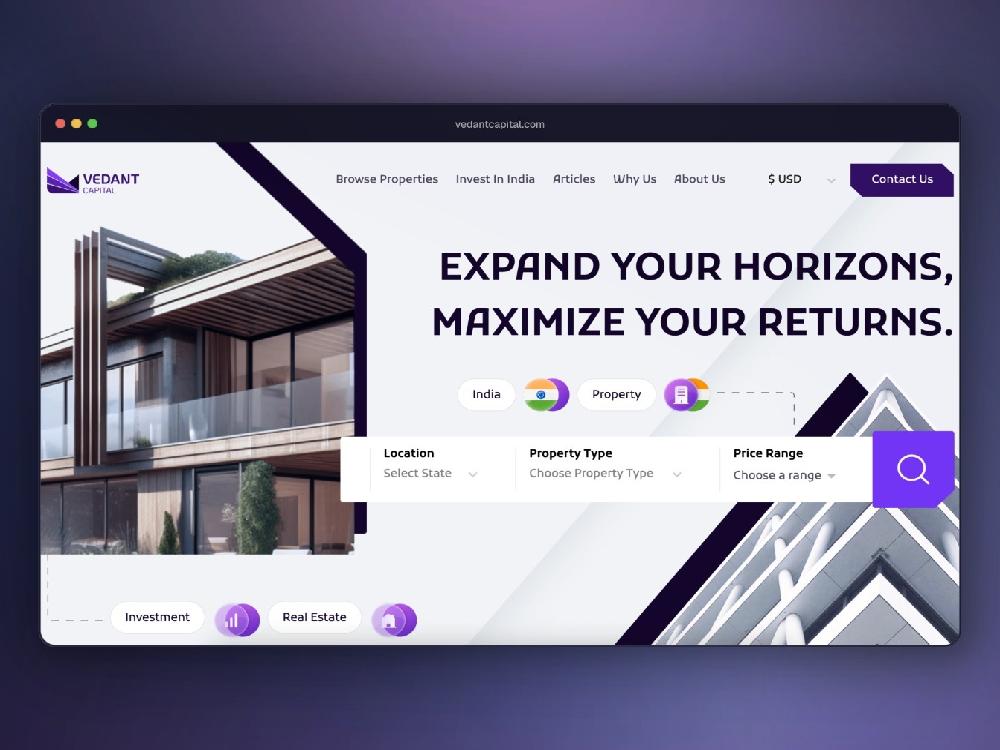 vedantcapital.com
VEDANT
CAPITAL
Browse Properties Invest In India Articles Why Us About Us $ USD Contact Us
EXPAND YOUR HORIZONS,
MAXIMIZE YOUR RETURNS.
India Property
Location Property Type Price Range
Select State Choose Property Type Choose a range
Investment Real Estate